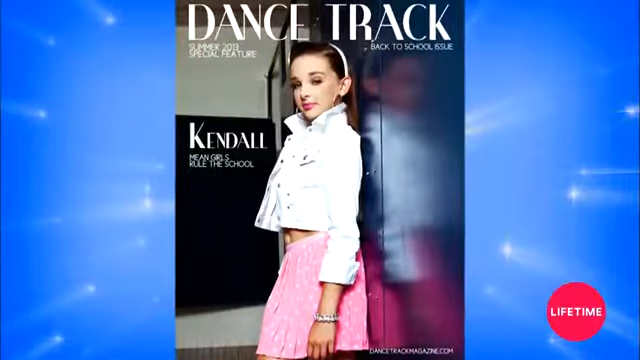 DANCE TRACK
SUMMER 2013
SPECIAL FEATURE
BACK TO SCHOOL ISSUE
KENDALL
MEAN GIRLS
RULE THE SCHOOL
LIFETIME
DANCETRACKMAGAZINE.COM